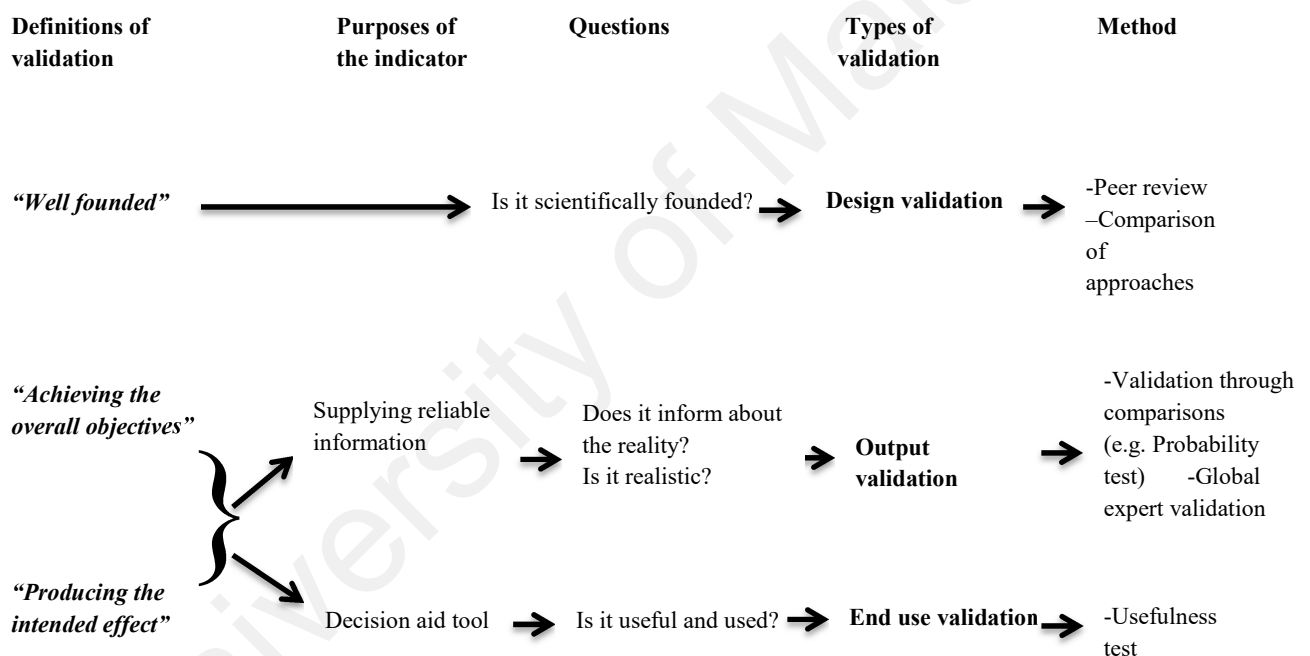 Definitions of validation
Purposes of the indicator
Questions
Types of validation
Method
“Well founded”
Is it scientifically founded?
Design validation
-Peer review
–Comparison
of
approaches
“Achieving the
overall objectives”
Supplying reliable
information
Does it inform about
the reality?
Is it realistic?
Output
validation
-Validation through
comparisons
(e.g. Probability
test) -Global
expert validation
“Producing the
intended effect”
Decision aid tool
Is it useful and used?
End use validation
-Usefulness
test
versity of Mala